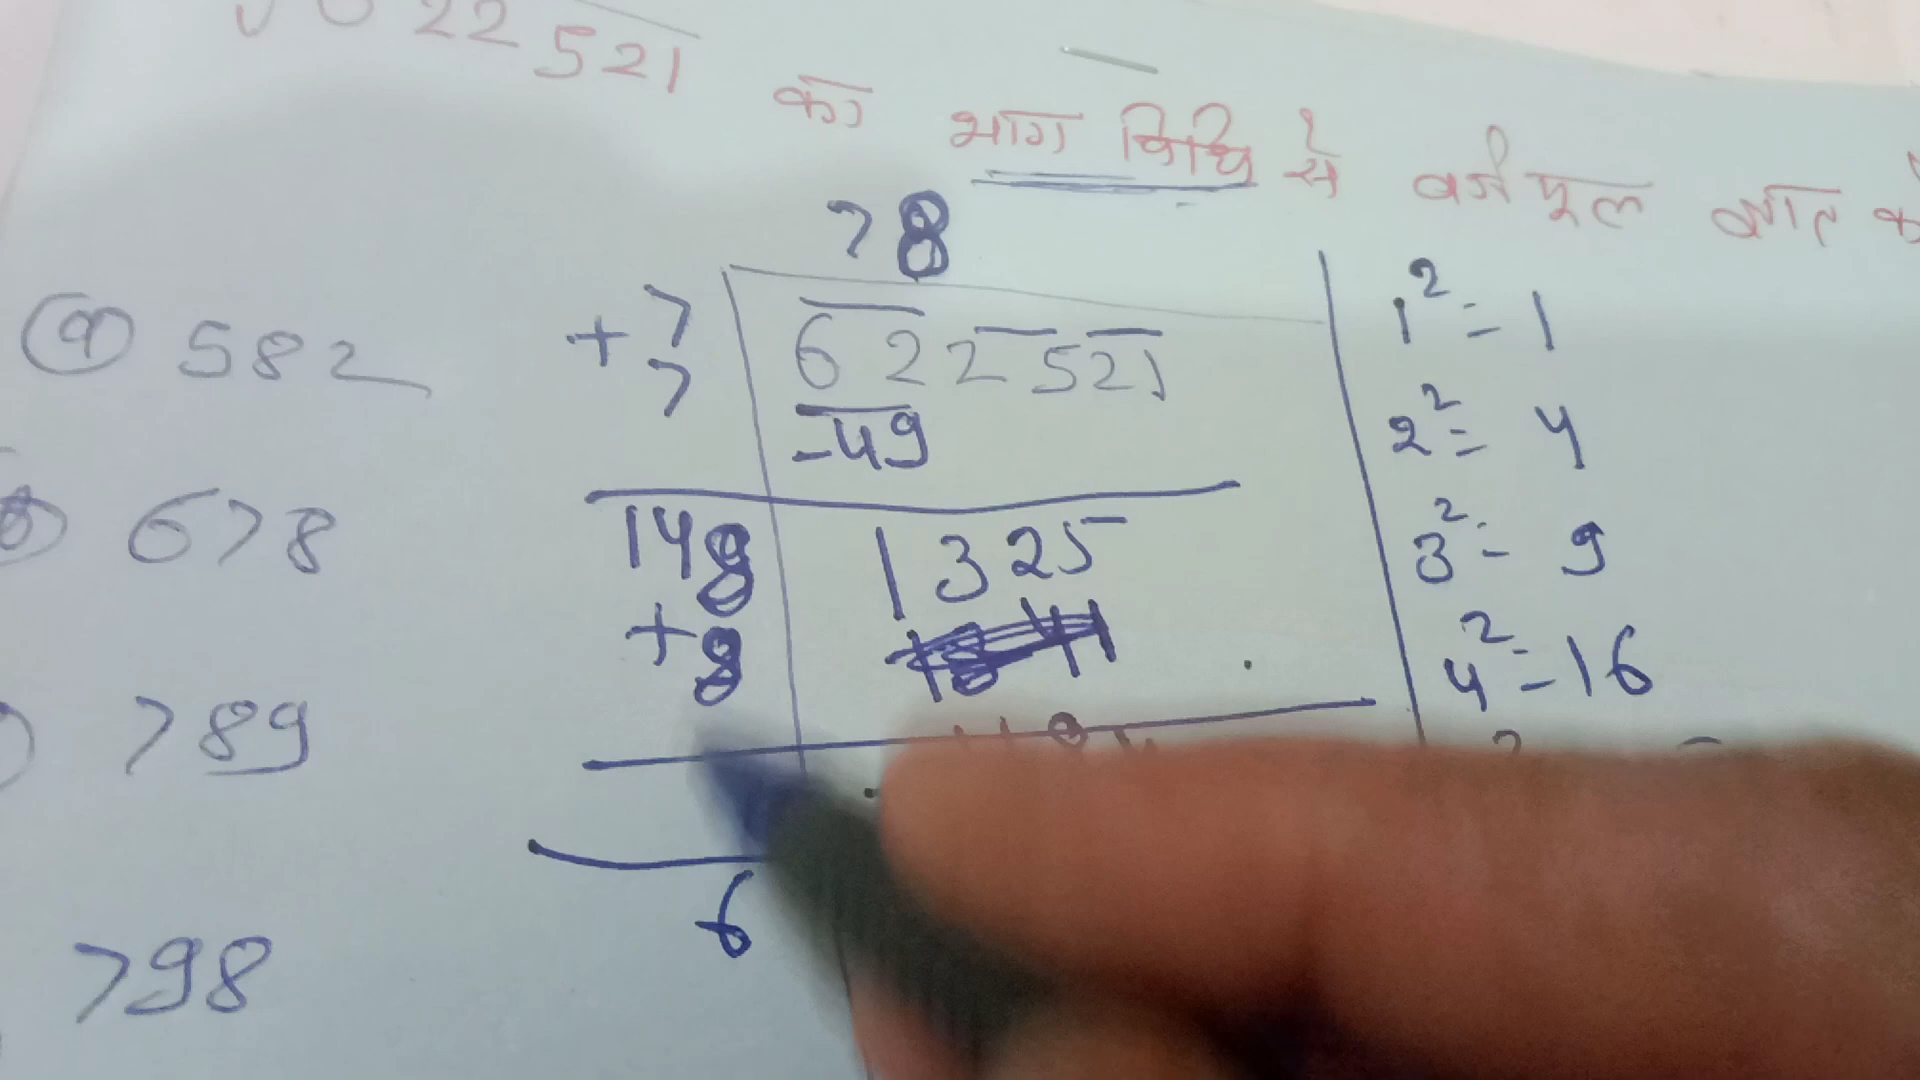 √622521 का भाग विधि से वर्गमूल ज्ञात
78
+7 622521 1² = 1
7
अ 582 -49 2² = 4
148 1325 3² - 9
ब 678
+8 4² = 16
789
6
798